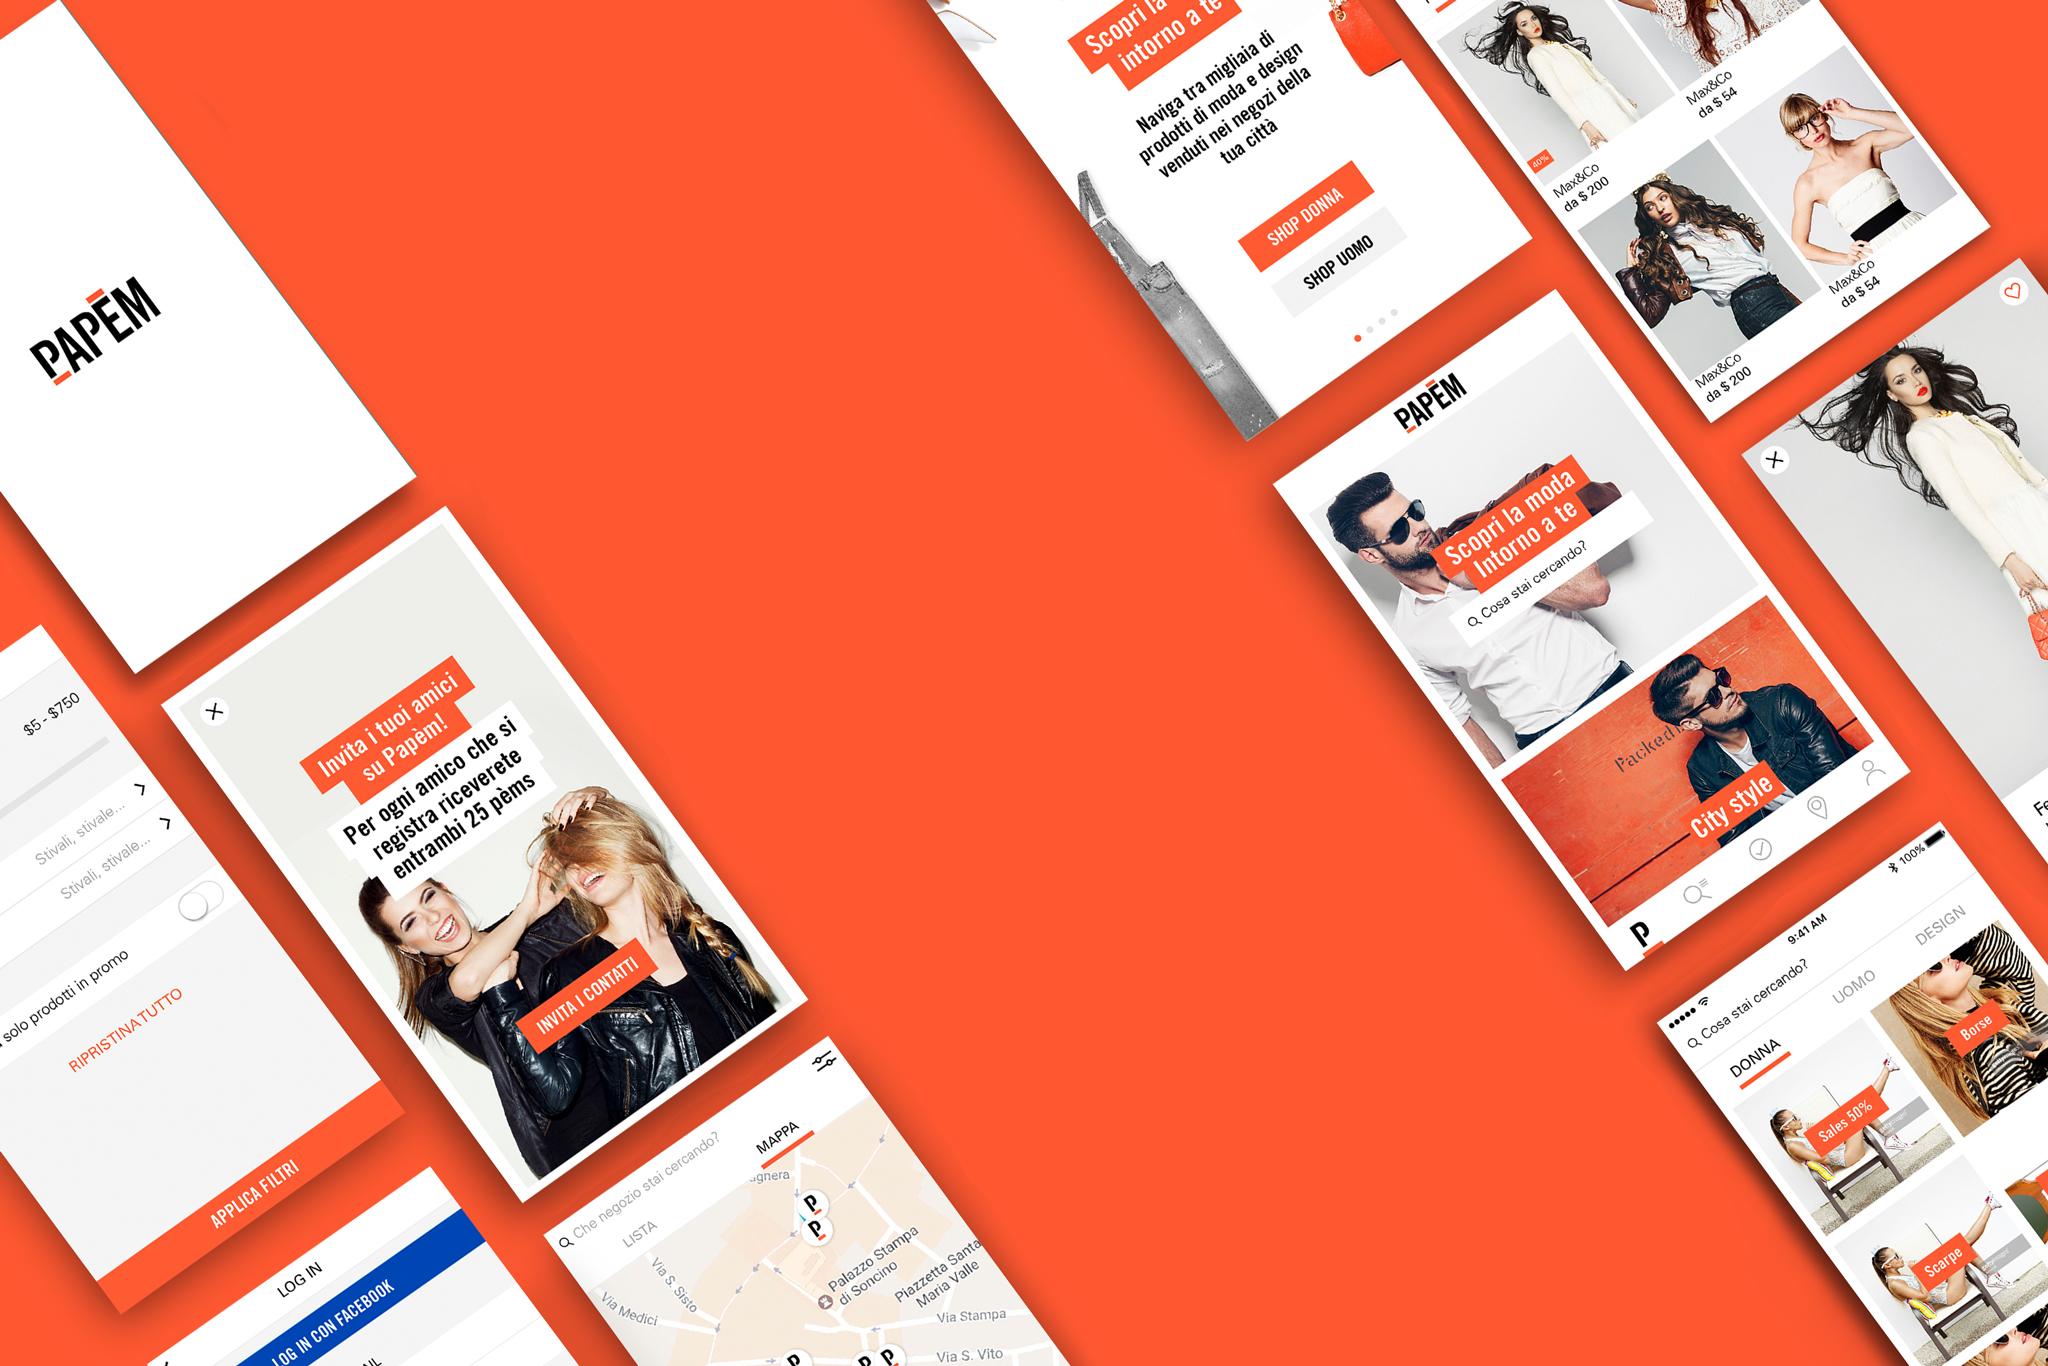 PAPÈM
$5 - $750
Stivali, stivale...
Stivali, stivale...
solo prodotti in promo
RIPRISTINA TUTTO
APPLICA FILTRI
Invita i tuoi amici
su Papèm!
Per ogni amico che si
registra riceverete
entrambi 25 pèms
INVITA I CONTATTI
LOG IN
LOG IN CON FACEBOOK
Che negozio stai cercando?
LISTA
MAPPA
P
P
Via S. Sisto
Via Medici
Palazzo Stampa
di Soncino
Piazzetta Santa
Maria Valle
Via Stampa
Via S. Vito
P
P
P
Scopri la
intorno a te
Naviga tra migliaia di
prodotti di moda e design
venduti nei negozi della
tua città
SHOP DONNA
SHOP UOMO
40%
Max&Co
da $ 200
Max&Co
da $ 54
Max&Co
da $ 200
Max&Co
da $ 54
PAPÈM
Scopri la moda
Intorno a te
Cosa stai cercando?
Packed
City style
P
9:41 AM
100%
Cosa stai cercando?
DONNA
UOMO
DESIGN
Sales 50%
Borse
Scarpe